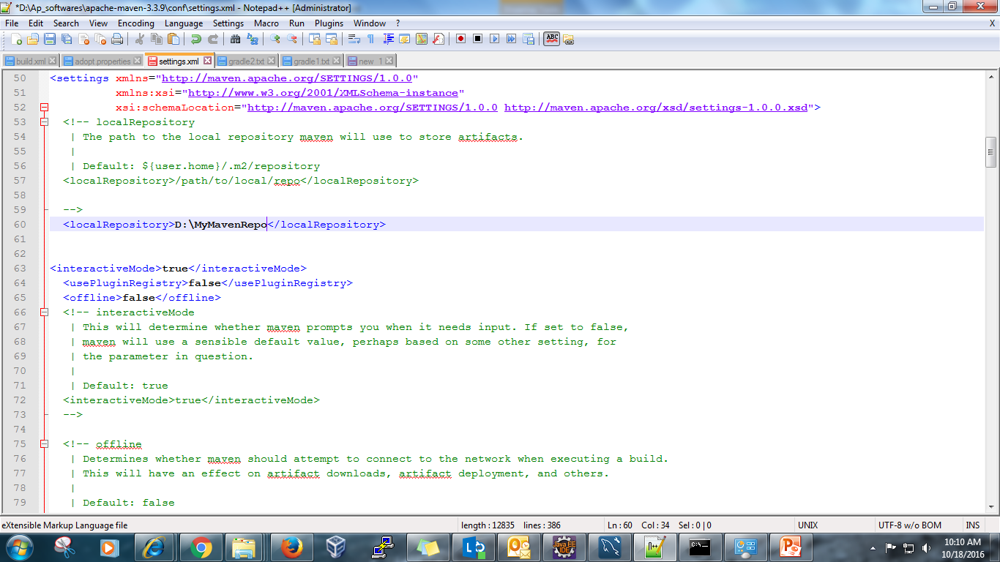 *D:\Ap_softwares\apache-maven-3.3.9\conf\settings.xml - Notepad++ [Administrator]
File Edit Search View Encoding Language Settings Macro Run Plugins Window ? X
build.xml adopt.properties settings.xml gradle2.txt gradle1.txt new 1
50 <settings xmlns="http://maven.apache.org/SETTINGS/1.0.0"
51 xmlns:xsi="http://www.w3.org/2001/XMLSchema-instance"
52 xsi:schemaLocation="http://maven.apache.org/SETTINGS/1.0.0 http://maven.apache.org/xsd/settings-1.0.0.xsd">
53 <!-- localRepository
54 | The path to the local repository maven will use to store artifacts.
55 |
56 | Default: ${user.home}/.m2/repository
57 <localRepository>/path/to/local/repo</localRepository>
58
59 -->
60 <localRepository>D:\MyMavenRepo</localRepository>
61
62
63 <interactiveMode>true</interactiveMode>
64 <usePluginRegistry>false</usePluginRegistry>
65 <offline>false</offline>
66 <!-- interactiveMode
67 | This will determine whether maven prompts you when it needs input. If set to false,
68 | maven will use a sensible default value, perhaps based on some other setting, for
69 | the parameter in question.
70 |
71 | Default: true
72 <interactiveMode>true</interactiveMode>
73 -->
74
75 <!-- offline
76 | Determines whether maven should attempt to connect to the network when executing a build.
77 | This will have an effect on artifact downloads, artifact deployment, and others.
78 |
79 | Default: false
eXtensible Markup Language file length : 12835 lines : 386 Ln : 60 Col : 34 Sel : 0 | 0 UNIX UTF-8 w/o BOM INS
Java EE
IDE
10:10 AM
10/18/2016